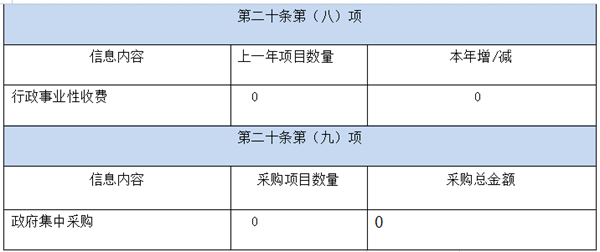 第二十条第（八）项
信息内容 上一年项目数量 本年增/减
行政事业性收费 0 0
第二十条第（九）项
信息内容 采购项目数量 采购总金额
政府集中采购 0 0